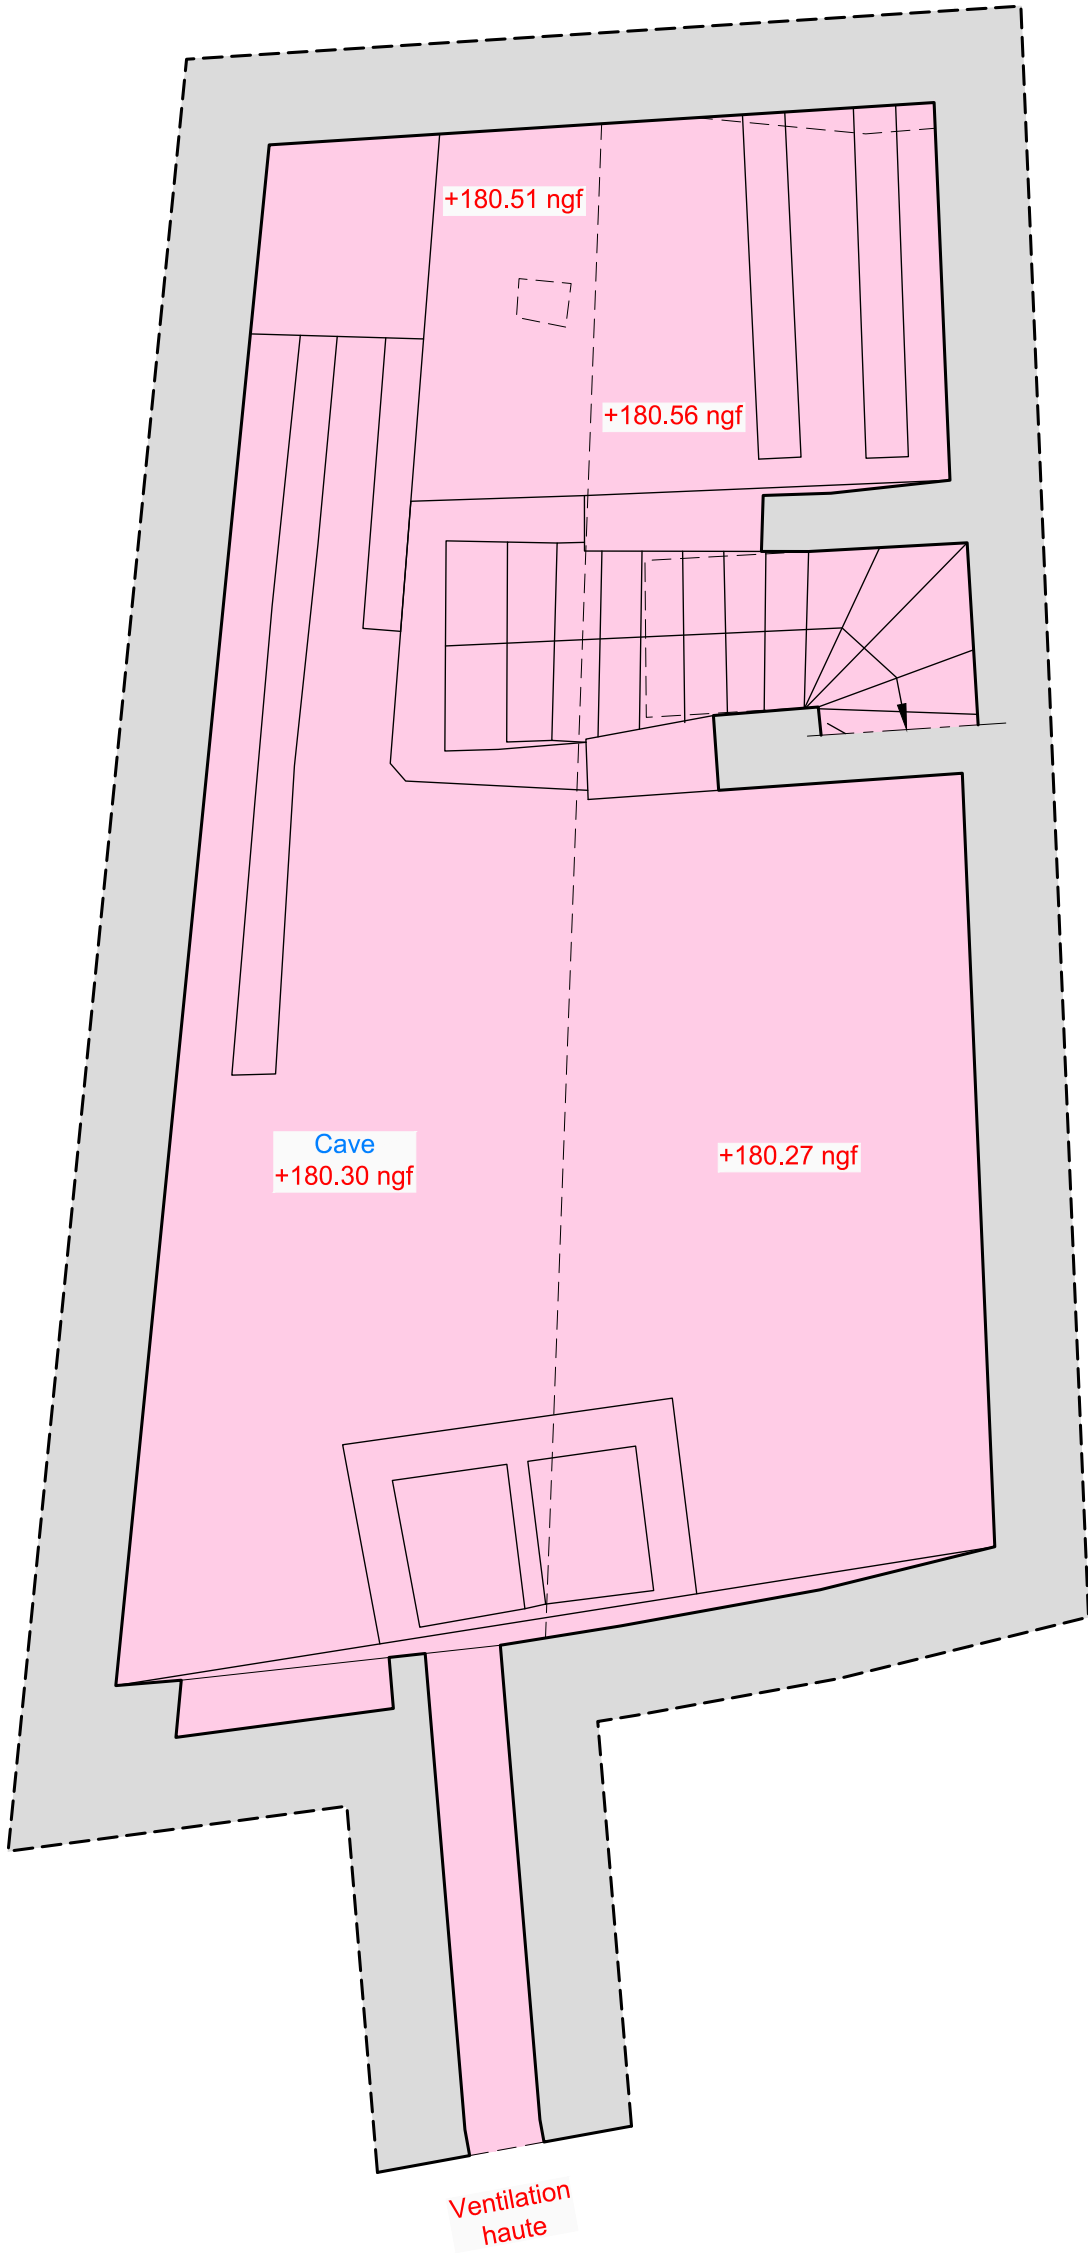 +180.51 ngf
+180.56 ngf
Cave
+180.30 ngf
+180.27 ngf
Ventilation
haute